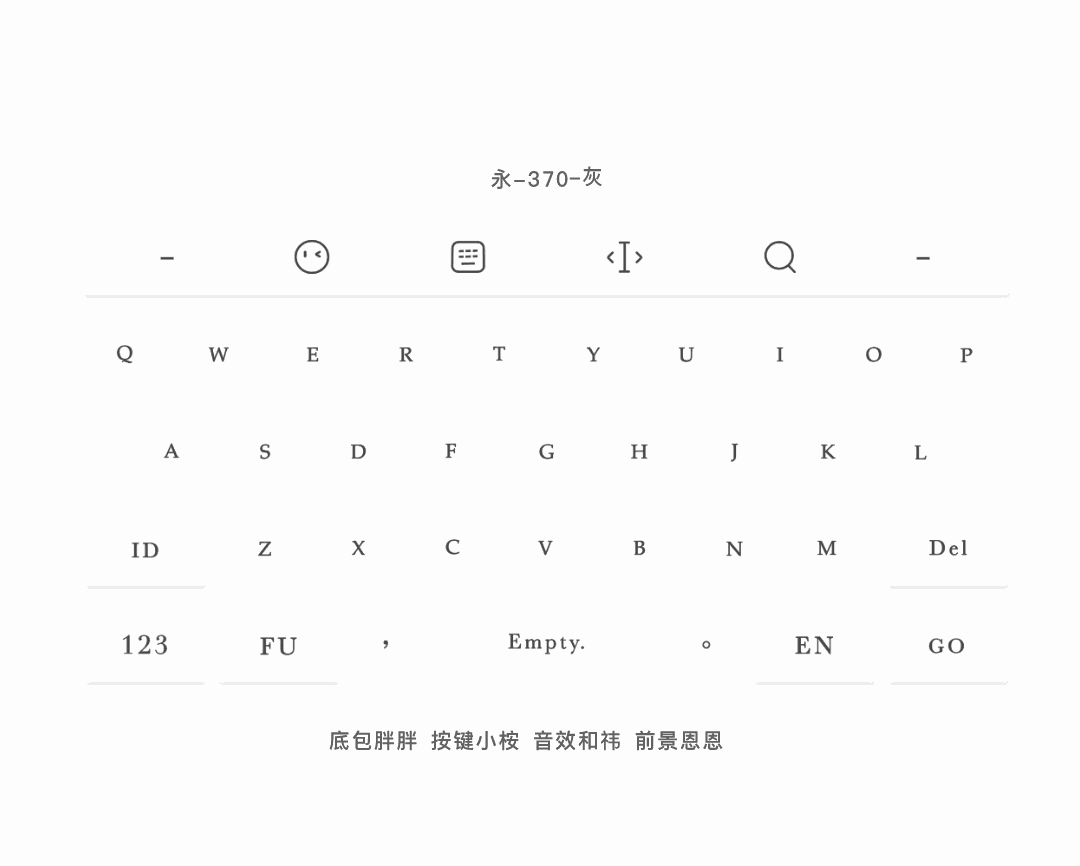 永-370-灰
Q W E R T Y U I O P
A S D F G H J K L
ID Z X C V B N M Del
123 FU , Empty. 。 EN GO
底包胖胖 按键小桉 音效和祎 前景恩恩